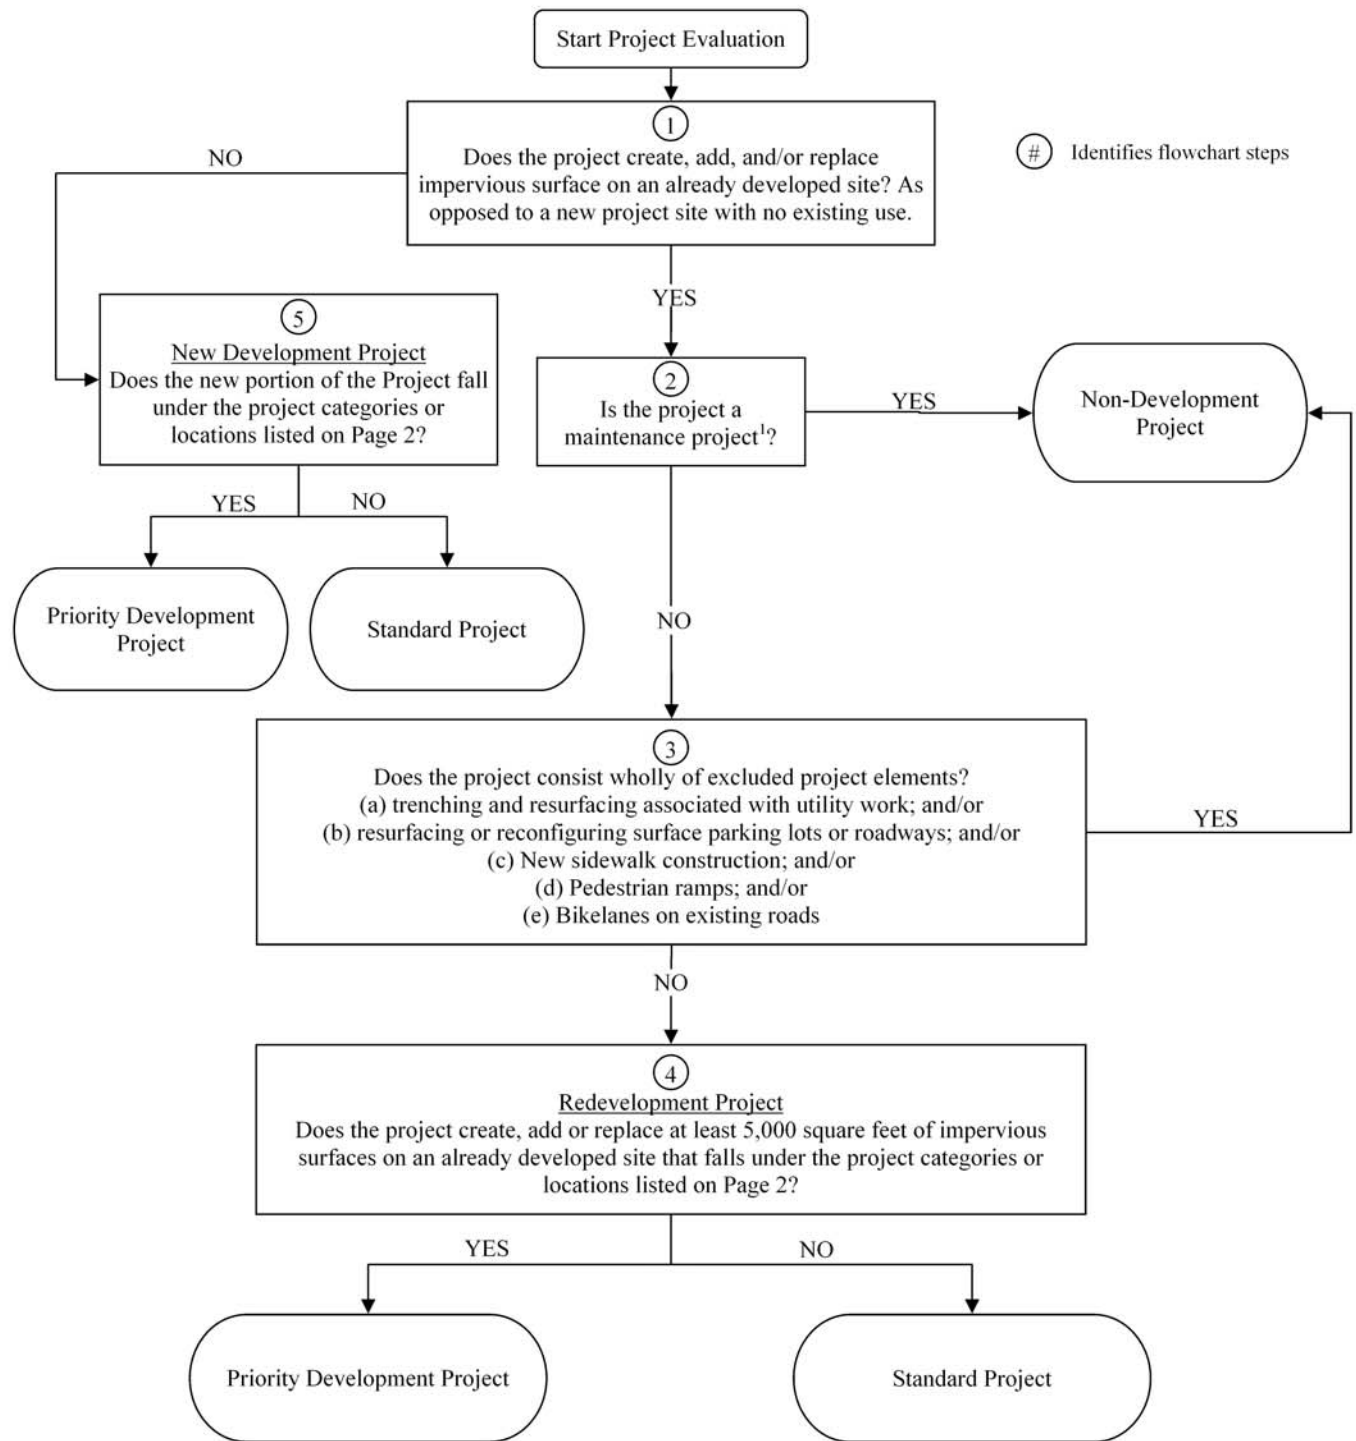 Start Project Evaluation
1
Does the project create, add, and/or replace
impervious surface on an already developed site? As
opposed to a new project site with no existing use.
# Identifies flowchart steps
NO
YES
5
New Development Project
Does the new portion of the Project fall
under the project categories or
locations listed on Page 2?
2
Is the project a
maintenance project¹?
YES
Non-Development
Project
YES
NO
Priority Development
Project
Standard Project
NO
3
Does the project consist wholly of excluded project elements?
(a) trenching and resurfacing associated with utility work; and/or
(b) resurfacing or reconfiguring surface parking lots or roadways; and/or
(c) New sidewalk construction; and/or
(d) Pedestrian ramps; and/or
(e) Bikelanes on existing roads
YES
NO
4
Redevelopment Project
Does the project create, add or replace at least 5,000 square feet of impervious
surfaces on an already developed site that falls under the project categories or
locations listed on Page 2?
YES
NO
Priority Development Project
Standard Project